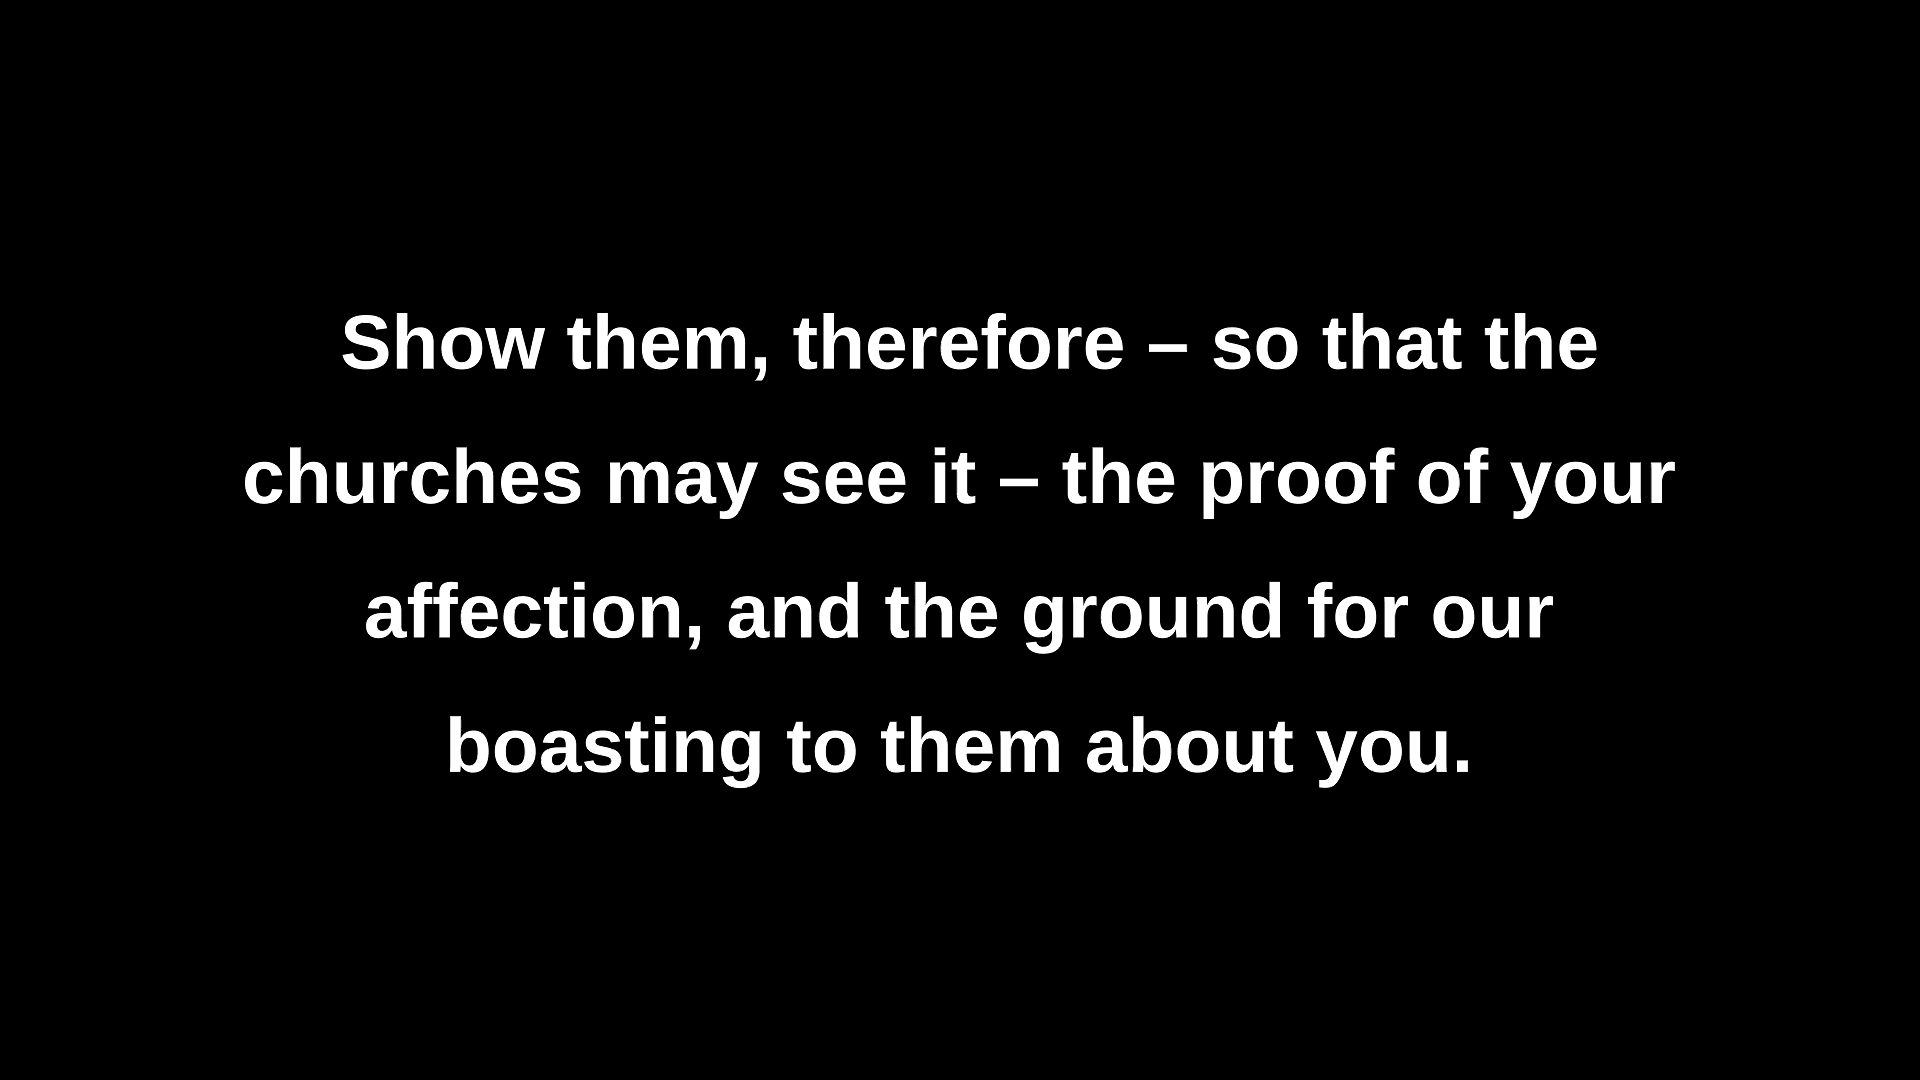 Show them, therefore – so that the
churches may see it – the proof of your
affection, and the ground for our
boasting to them about you.